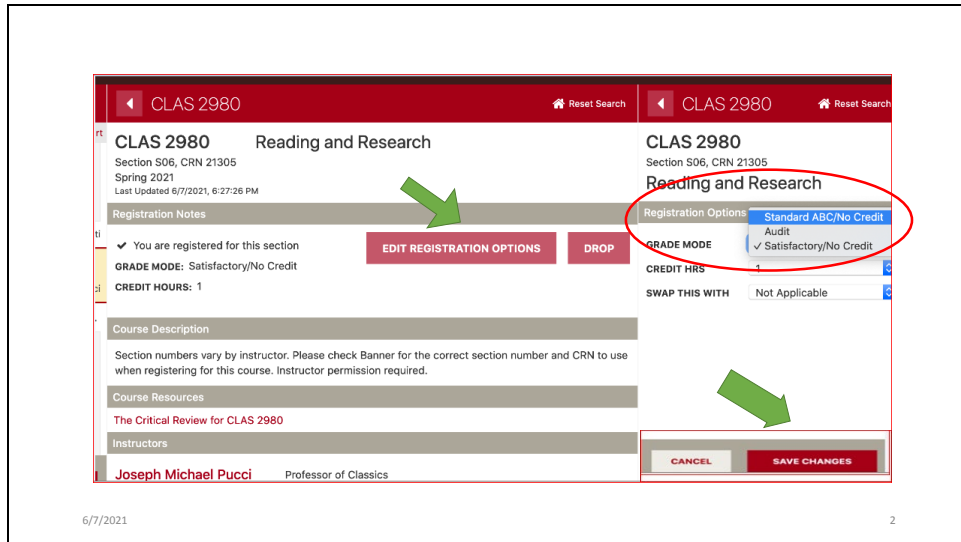 CLAS 2980
Reset Search
rt
CLAS 2980 Reading and Research
Section S06, CRN 21305
Spring 2021
Last Updated 6/7/2021, 6:27:26 PM
Registration Notes
ti
✔ You are registered for this section
EDIT REGISTRATION OPTIONS
DROP
GRADE MODE: Satisfactory/No Credit
ci
CREDIT HOURS: 1
Course Description
Section numbers vary by instructor. Please check Banner for the correct section number and CRN to use
when registering for this course. Instructor permission required.
Course Resources
The Critical Review for CLAS 2980
Instructors
Joseph Michael Pucci Professor of Classics
CLAS 2980
Reset Search
CLAS 2980
Section S06, CRN 21305
Reading and Research
Registration Options
Standard ABC/No Credit
Audit
GRADE MODE
✓ Satisfactory/No Credit
CREDIT HRS 1
SWAP THIS WITH Not Applicable
CANCEL
SAVE CHANGES
6/7/2021
2